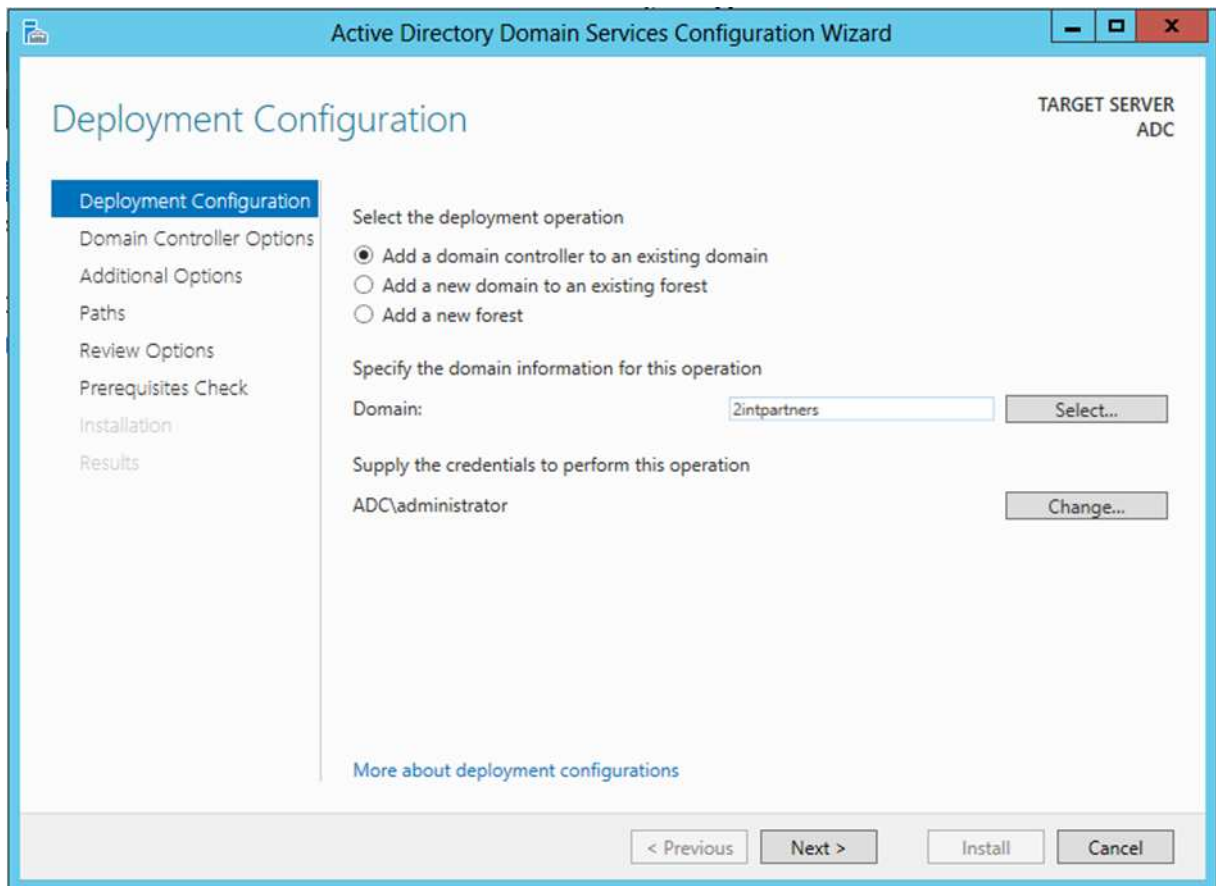 Active Directory Domain Services Configuration Wizard
Deployment Configuration
TARGET SERVER
ADC
Deployment Configuration
Domain Controller Options
Additional Options
Paths
Review Options
Prerequisites Check
Installation
Results
Select the deployment operation
Add a domain controller to an existing domain
Add a new domain to an existing forest
Add a new forest
Specify the domain information for this operation
Domain: 2intpartners Select...
Supply the credentials to perform this operation
ADC\administrator Change...
More about deployment configurations
< Previous Next > Install Cancel